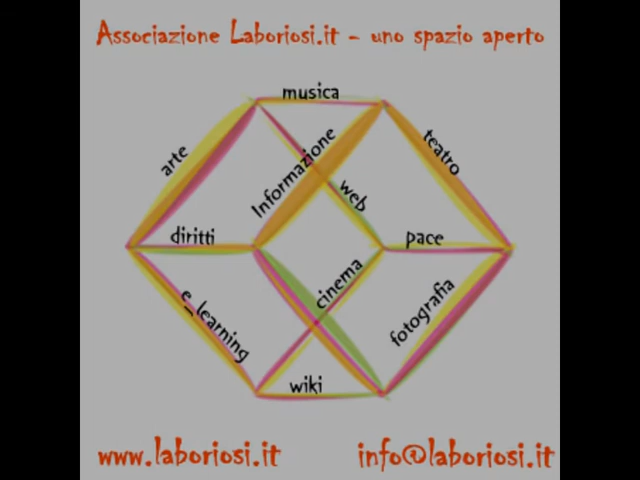 Associazione Laboriosi.it - uno spazio aperto
musica
arte
Informazione
teatro
web
diritti
pace
cinema
e_learning
fotografia
wiki
www.laboriosi.it
info@laboriosi.it